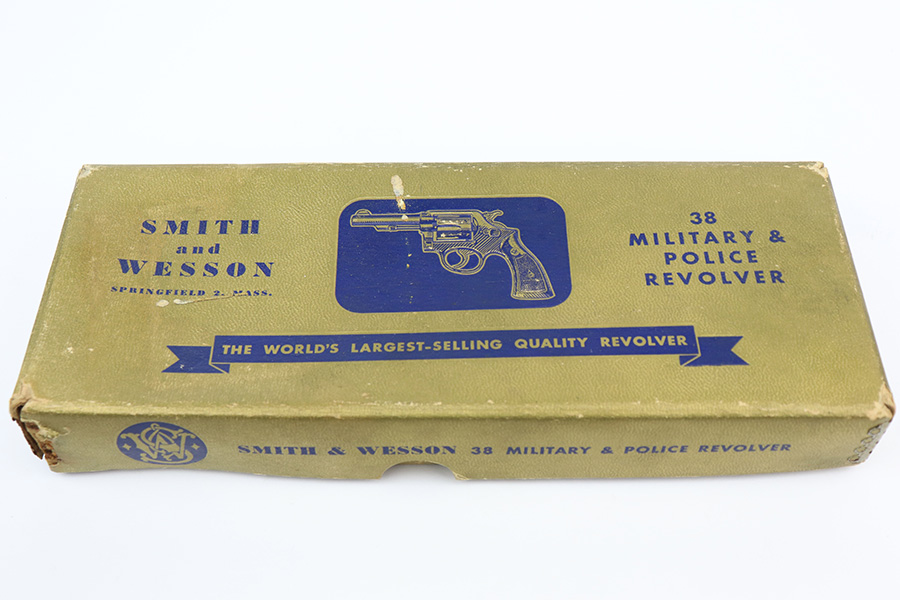 SMITH
and
WESSON
SPRINGFIELD 2. MASS.
38
MILITARY &
POLICE
REVOLVER
THE WORLD'S LARGEST-SELLING QUALITY REVOLVER
SW
SMITH & WESSON 38 MILITARY & POLICE REVOLVER